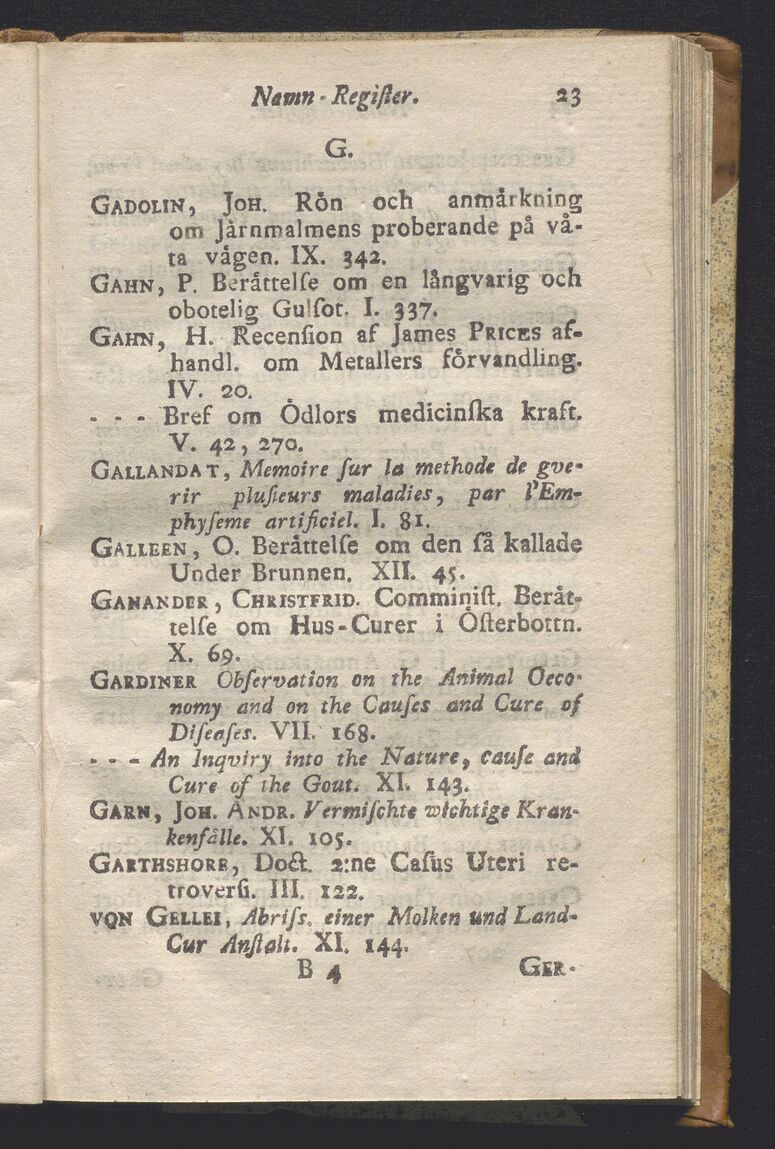 Namn-Regiſter. 23
G.
GADOLIN, JOH. Rön och anmårkning
om Jårnmalmens proberande på vå-
ta vågen. IX. 342.
GAHN, P. Beråttelſe om en långvarig och
obotelig Gulſot. I. 337.
GAHN, H. Recenſion af James PRICES af-
handl. om Metallers förvandling.
IV. 20.
- - - Bref om Ödlors medicinſka kraft.
V. 42, 270.
GALLANDAT, Memoire ſur la methode de gve-
rir pluſieurs maladies, par l'Em-
phyſeme artificiel. I. 81.
GALLEEN, O. Beråttelſe om den ſå kallade
Under Brunnen. XII. 45.
GANANDER, CHRISTFRID. Comminiſt. Beråt-
telſe om Hus-Curer i Öſterbottn.
X. 69.
GARDINER Obſervation on the Animal Oeco-
nomy and on the Cauſes and Cure of
Diſeaſes. VII. 168.
- - - An Inqviry into the Nature, cauſe and
Cure of the Gout. XI. 143.
GARN, JOH. ANDR. Vermiſchte wichtige Kran-
kenfålle. XI. 105.
GARTHSHORE, Doct. 2:ne Caſus Uteri re-
troverſi. III. 122.
VON GELLEI, Abriſs. einer Molken und Land-
Cur Anſtalt. XI. 144.
B 4 GER-